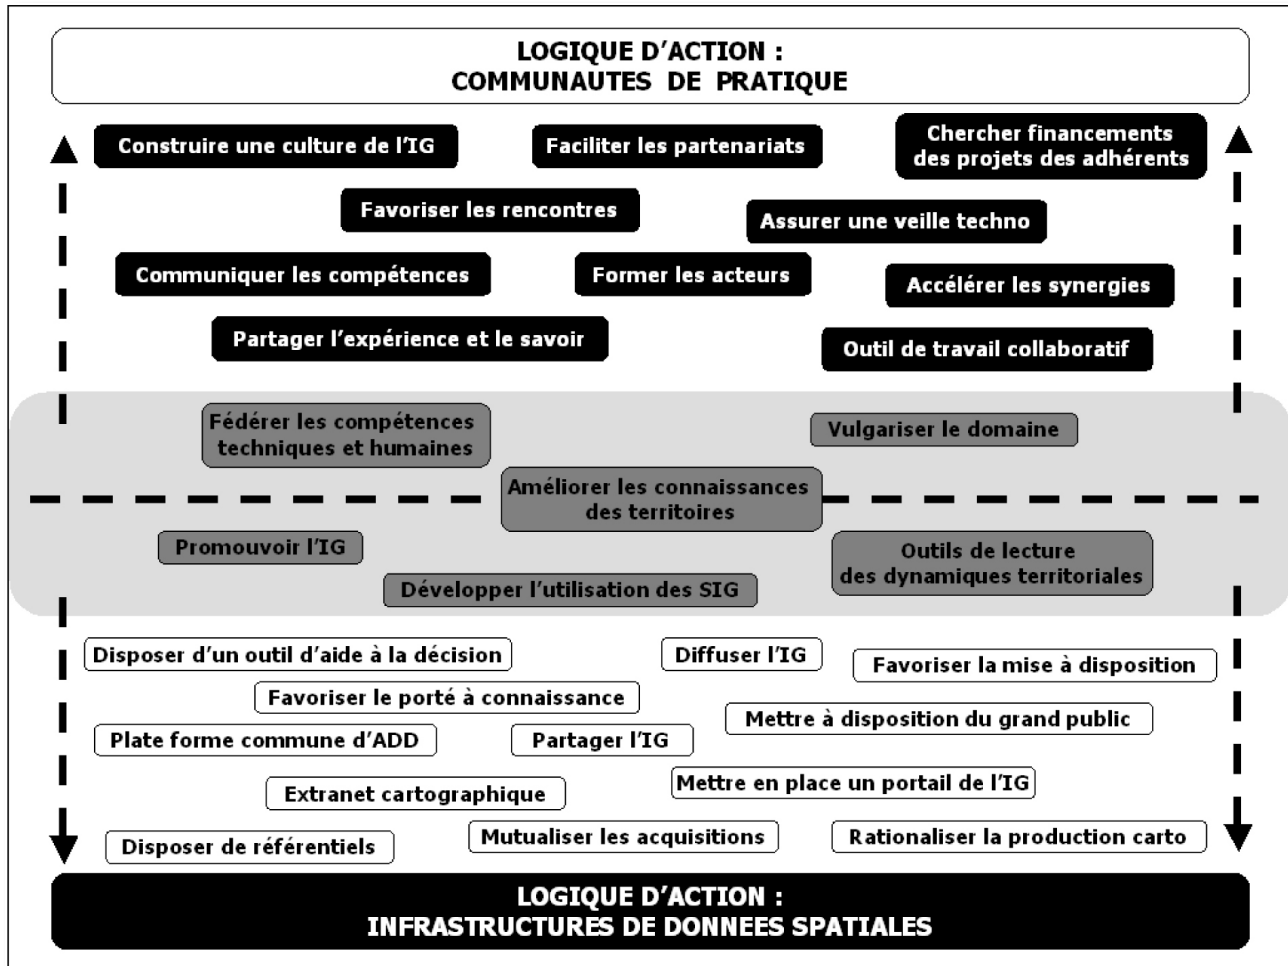 LOGIQUE D'ACTION :
COMMUNAUTES DE PRATIQUE
Construire une culture de l'IG
Faciliter les partenariats
Chercher financements
des projets des adhérents
Favoriser les rencontres
Assurer une veille techno
Communiquer les compétences
Former les acteurs
Accélérer les synergies
Partager l'expérience et le savoir
Outil de travail collaboratif
Fédérer les compétences
techniques et humaines
Vulgariser le domaine
Améliorer les connaissances
des territoires
Promouvoir l'IG
Outils de lecture
des dynamiques territoriales
Développer l'utilisation des SIG
Disposer d'un outil d'aide à la décision
Diffuser l'IG
Favoriser la mise à disposition
Favoriser le porté à connaissance
Mettre à disposition du grand public
Plate forme commune d'ADD
Partager l'IG
Extranet cartographique
Mettre en place un portail de l'IG
Disposer de référentiels
Mutualiser les acquisitions
Rationaliser la production carto
LOGIQUE D'ACTION :
INFRASTRUCTURES DE DONNEES SPATIALES